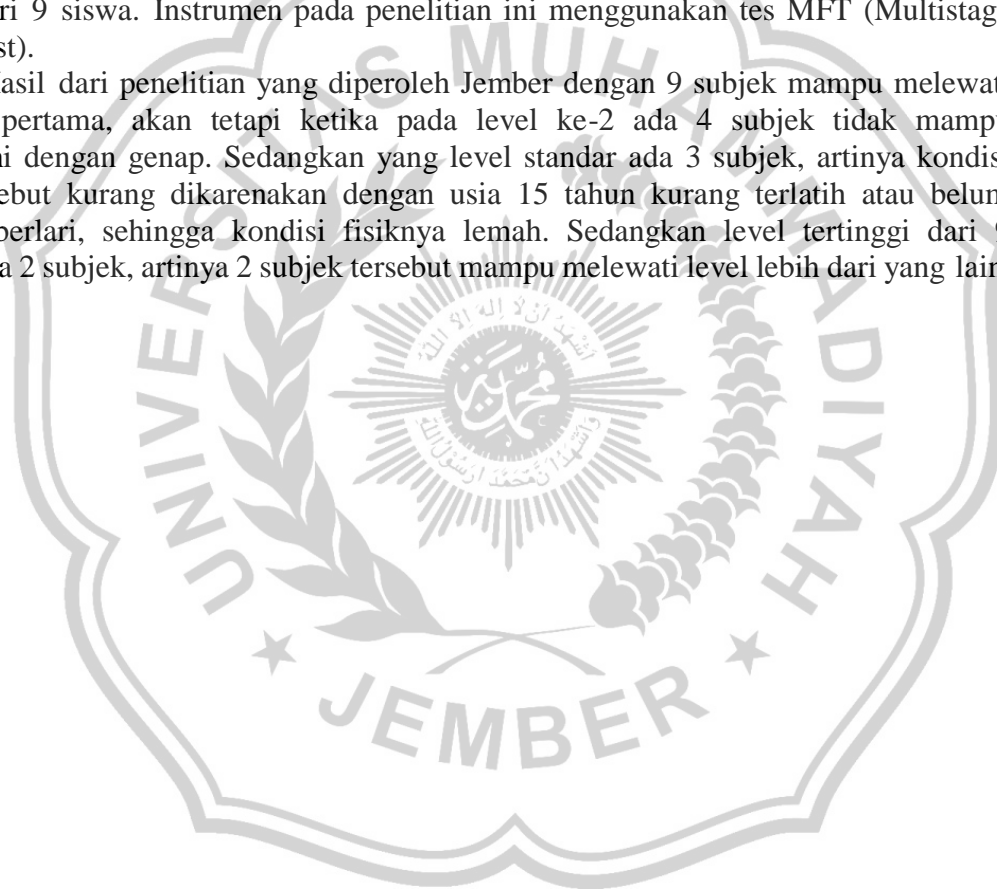 ri 9 siswa. Instrumen pada penelitian ini menggunakan tes MFT (Multistag
st).
asil dari penelitian yang diperoleh Jember dengan 9 subjek mampu melewat
pertama, akan tetapi ketika pada level ke-2 ada 4 subjek tidak mamp
ni dengan genap. Sedangkan yang level standar ada 3 subjek, artinya kondis
sebut kurang dikarenakan dengan usia 15 tahun kurang terlatih atau belum
berlari, sehingga kondisi fisiknya lemah. Sedangkan level tertinggi dari 9
a 2 subjek, artinya 2 subjek tersebut mampu melewati level lebih dari yang lain
UNIVERSITAS MUHAMMADIYAH
JEMBER